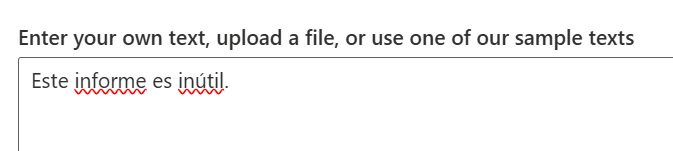 Enter your own text, upload a file, or use one of our sample texts
Este informe es inútil.